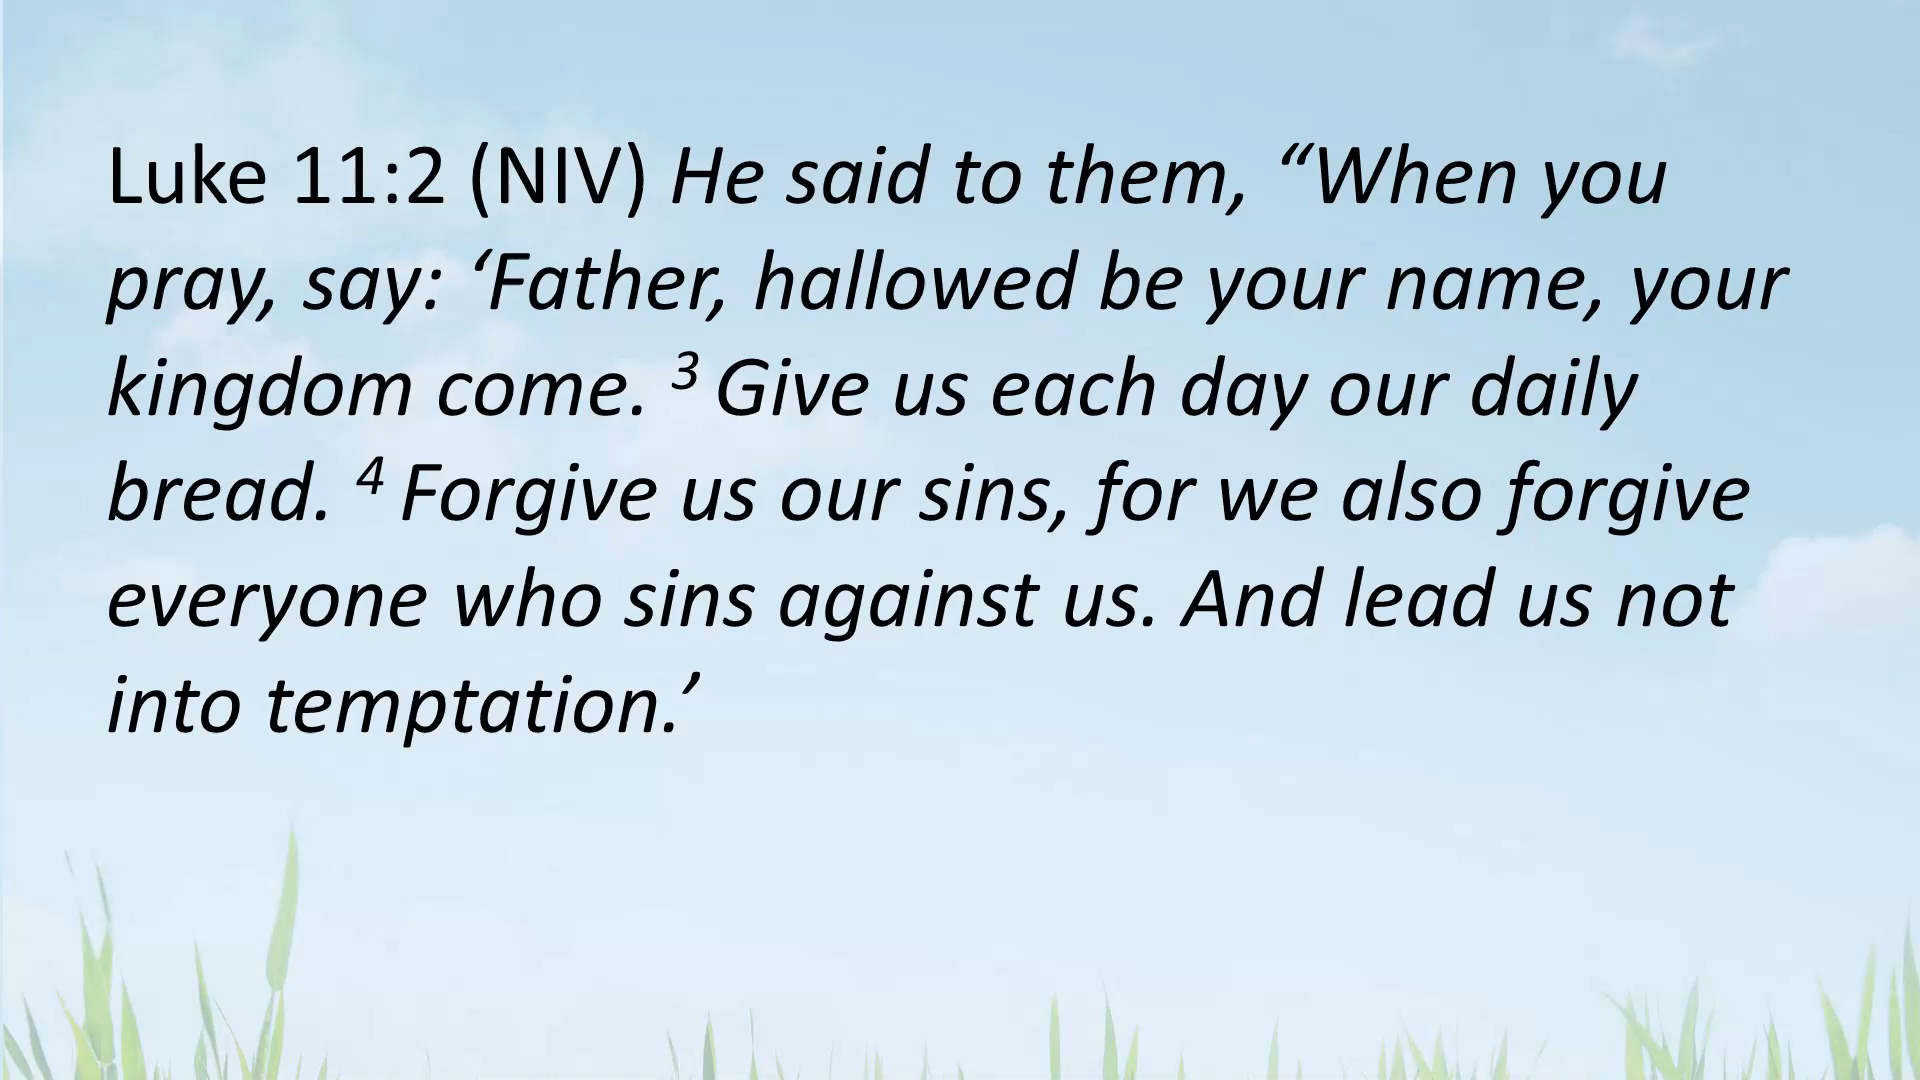 Luke 11:2 (NIV) He said to them, “When you
pray, say: ‘Father, hallowed be your name, your
kingdom come. ³ Give us each day our daily
bread. ⁴ Forgive us our sins, for we also forgive
everyone who sins against us. And lead us not
into temptation.’